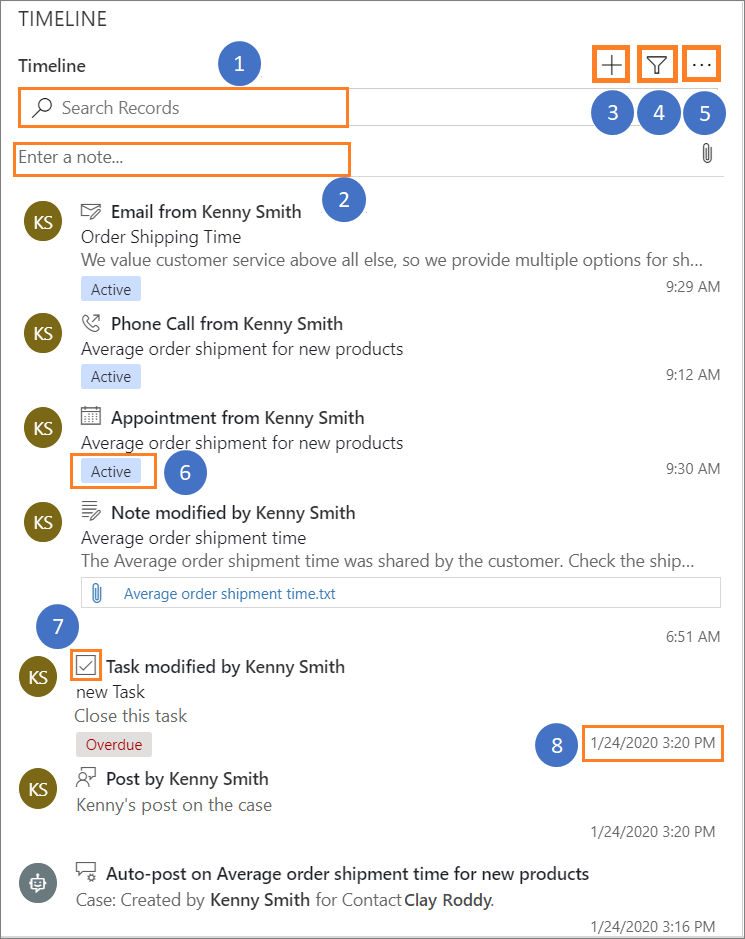 TIMELINE
Timeline
1
Search Records
3
4
5
Enter a note...
2
KS
Email from Kenny Smith
Order Shipping Time
We value customer service above all else, so we provide multiple options for sh...
Active
9:29 AM
KS
Phone Call from Kenny Smith
Average order shipment for new products
Active
9:12 AM
KS
Appointment from Kenny Smith
Average order shipment for new products
Active
6
9:30 AM
KS
Note modified by Kenny Smith
Average order shipment time
The Average order shipment time was shared by the customer. Check the ship...
Average order shipment time.txt
7
6:51 AM
KS
Task modified by Kenny Smith
new Task
Close this task
Overdue
8
1/24/2020 3:20 PM
KS
Post by Kenny Smith
Kenny's post on the case
1/24/2020 3:20 PM
Auto-post on Average order shipment time for new products
Case: Created by Kenny Smith for Contact Clay Roddy.
1/24/2020 3:16 PM